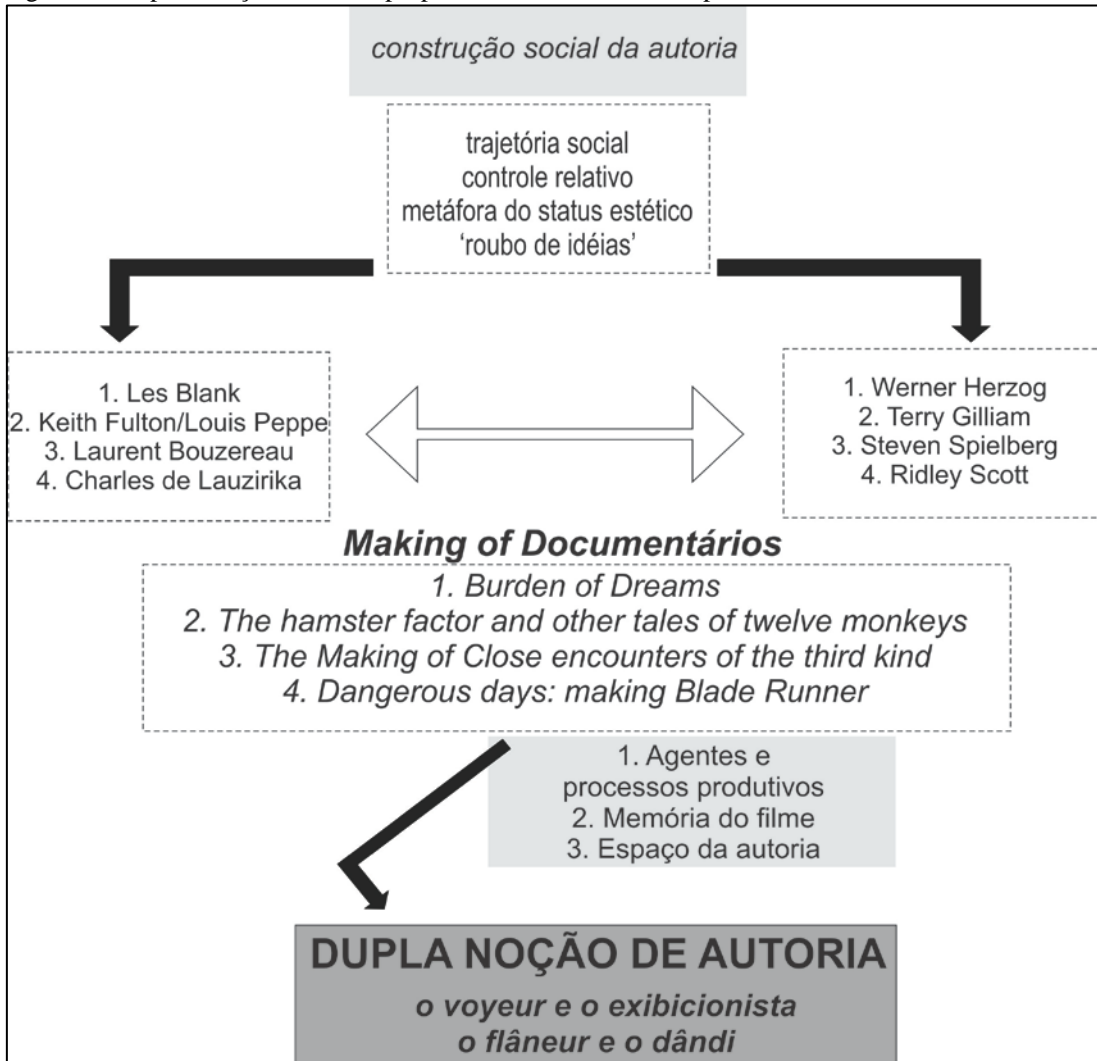 construção social da autoria
trajetória social
controle relativo
metáfora do status estético
'roubo de idéias'
1. Les Blank
2. Keith Fulton/Louis Peppe
3. Laurent Bouzereau
4. Charles de Lauzirika
1. Werner Herzog
2. Terry Gilliam
3. Steven Spielberg
4. Ridley Scott
Making of Documentários
1. Burden of Dreams
2. The hamster factor and other tales of twelve monkeys
3. The Making of Close encounters of the third kind
4. Dangerous days: making Blade Runner
1. Agentes e
processos produtivos
2. Memória do filme
3. Espaço da autoria
DUPLA NOÇÃO DE AUTORIA
o voyeur e o exibicionista
o flâneur e o dândi